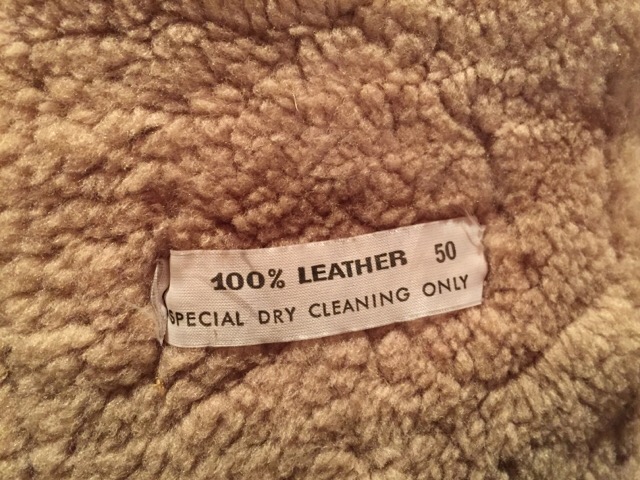 100% LEATHER 50
SPECIAL DRY CLEANING ONLY